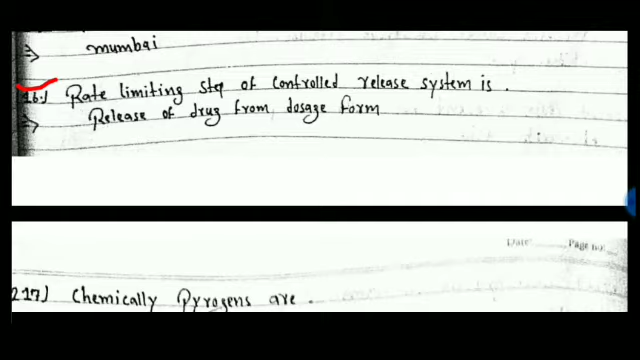 ⇒ mumbai
16.) Rate limiting step of controlled release system is.
⇒ Release of drug from dosage form
Date: Page no:
217) Chemically Pyrogens are.